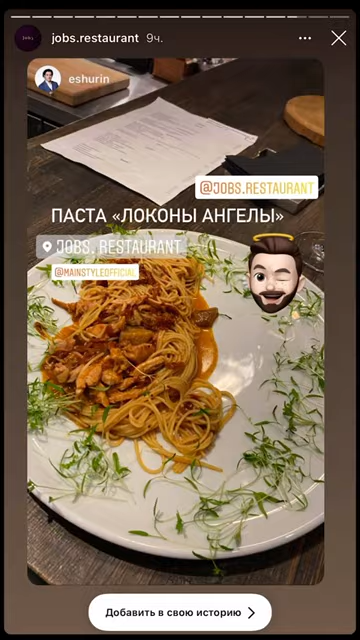 jobs.restaurant 9ч.
eshurin
@JOBS.RESTAURANT
ПАСТА «ЛОКОНЫ АНГЕЛЫ»
JOBS. RESTAURANT
@MAINSTYLEOFFICIAL
Добавить в свою историю